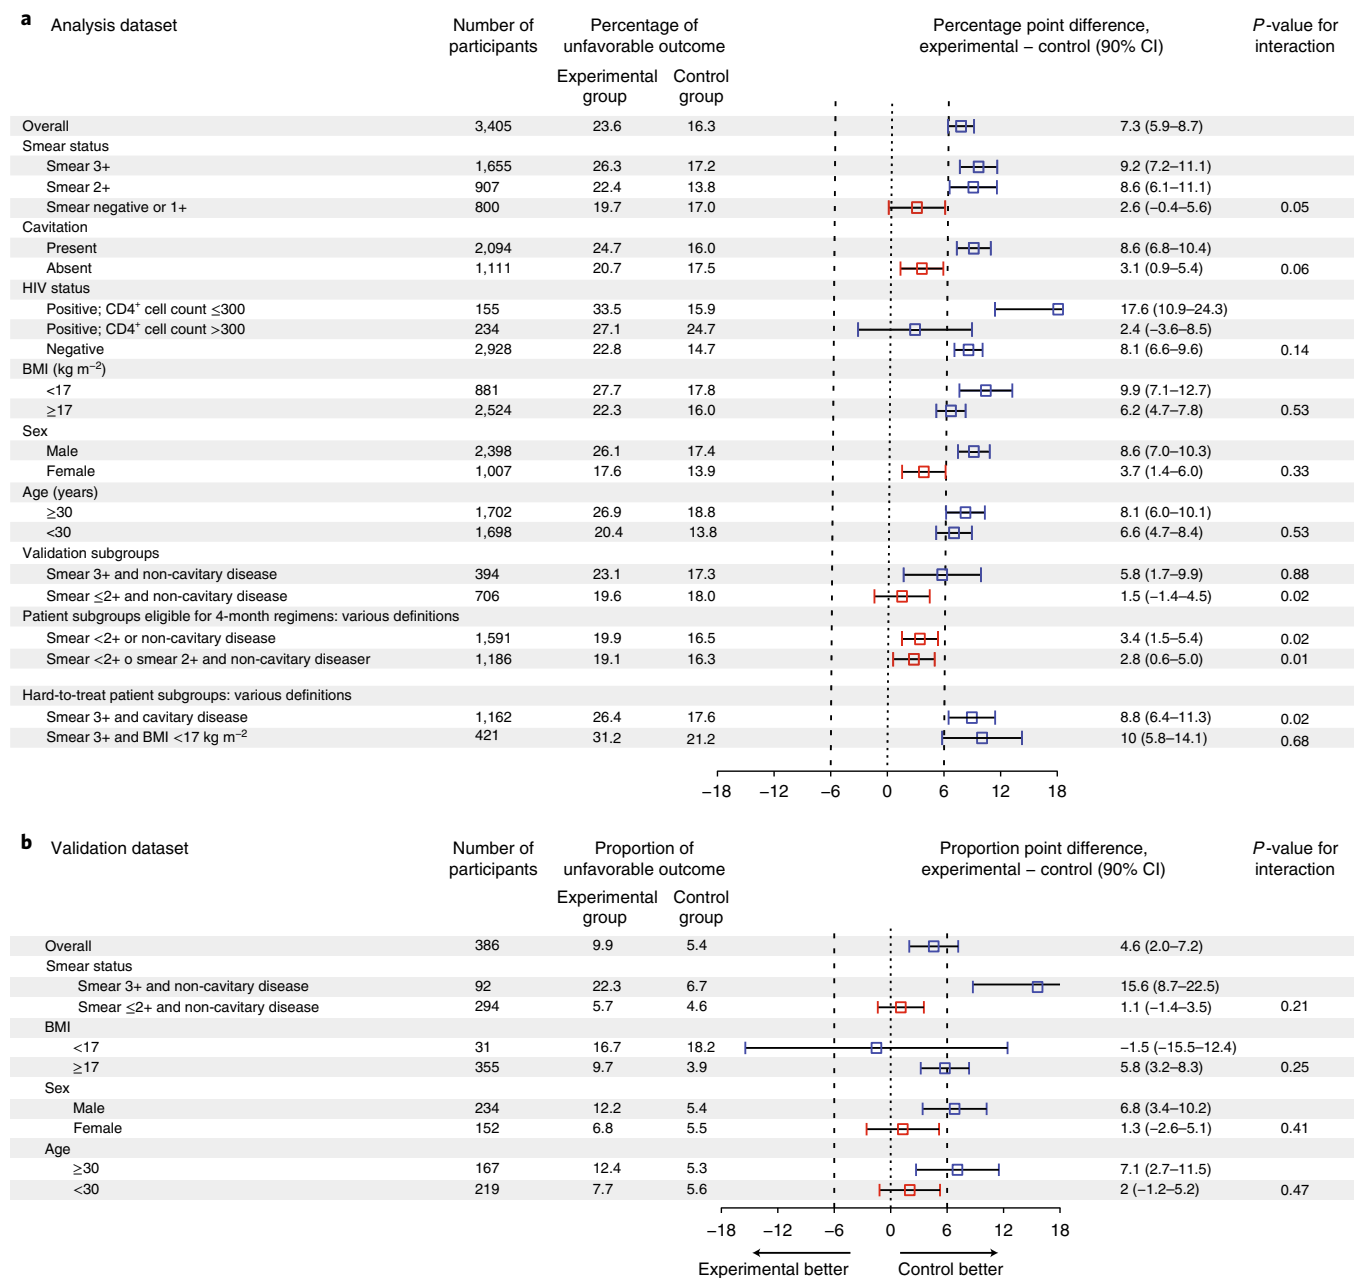 a Analysis dataset Number of participants Percentage of unfavorable outcome Percentage point difference, experimental – control (90% CI) P-value for interaction
Experimental group Control group
Overall 3,405 23.6 16.3 7.3 (5.9–8.7)
Smear status
Smear 3+ 1,655 26.3 17.2 9.2 (7.2–11.1)
Smear 2+ 907 22.4 13.8 8.6 (6.1–11.1)
Smear negative or 1+ 800 19.7 17.0 2.6 (−0.4–5.6) 0.05
Cavitation
Present 2,094 24.7 16.0 8.6 (6.8–10.4)
Absent 1,111 20.7 17.5 3.1 (0.9–5.4) 0.06
HIV status
Positive; CD4⁺ cell count ≤300 155 33.5 15.9 17.6 (10.9–24.3)
Positive; CD4⁺ cell count >300 234 27.1 24.7 2.4 (−3.6–8.5)
Negative 2,928 22.8 14.7 8.1 (6.6–9.6) 0.14
BMI (kg m⁻²)
<17 881 27.7 17.8 9.9 (7.1–12.7)
≥17 2,524 22.3 16.0 6.2 (4.7–7.8) 0.53
Sex
Male 2,398 26.1 17.4 8.6 (7.0–10.3)
Female 1,007 17.6 13.9 3.7 (1.4–6.0) 0.33
Age (years)
≥30 1,702 26.9 18.8 8.1 (6.0–10.1)
<30 1,698 20.4 13.8 6.6 (4.7–8.4) 0.53
Validation subgroups
Smear 3+ and non-cavitary disease 394 23.1 17.3 5.8 (1.7–9.9) 0.88
Smear ≤2+ and non-cavitary disease 706 19.6 18.0 1.5 (−1.4–4.5) 0.02
Patient subgroups eligible for 4-month regimens: various definitions
Smear <2+ or non-cavitary disease 1,591 19.9 16.5 3.4 (1.5–5.4) 0.02
Smear <2+ o smear 2+ and non-cavitary diseaser 1,186 19.1 16.3 2.8 (0.6–5.0) 0.01
Hard-to-treat patient subgroups: various definitions
Smear 3+ and cavitary disease 1,162 26.4 17.6 8.8 (6.4–11.3) 0.02
Smear 3+ and BMI <17 kg m⁻² 421 31.2 21.2 10 (5.8–14.1) 0.68
−18 −12 −6 0 6 12 18
b Validation dataset Number of participants Proportion of unfavorable outcome Proportion point difference, experimental – control (90% CI) P-value for interaction
Experimental group Control group
Overall 386 9.9 5.4 4.6 (2.0–7.2)
Smear status
Smear 3+ and non-cavitary disease 92 22.3 6.7 15.6 (8.7–22.5)
Smear ≤2+ and non-cavitary disease 294 5.7 4.6 1.1 (−1.4–3.5) 0.21
BMI
<17 31 16.7 18.2 −1.5 (−15.5–12.4)
≥17 355 9.7 3.9 5.8 (3.2–8.3) 0.25
Sex
Male 234 12.2 5.4 6.8 (3.4–10.2)
Female 152 6.8 5.5 1.3 (−2.6–5.1) 0.41
Age
≥30 167 12.4 5.3 7.1 (2.7–11.5)
<30 219 7.7 5.6 2 (−1.2–5.2) 0.47
−18 −12 −6 0 6 12 18
Experimental better Control better